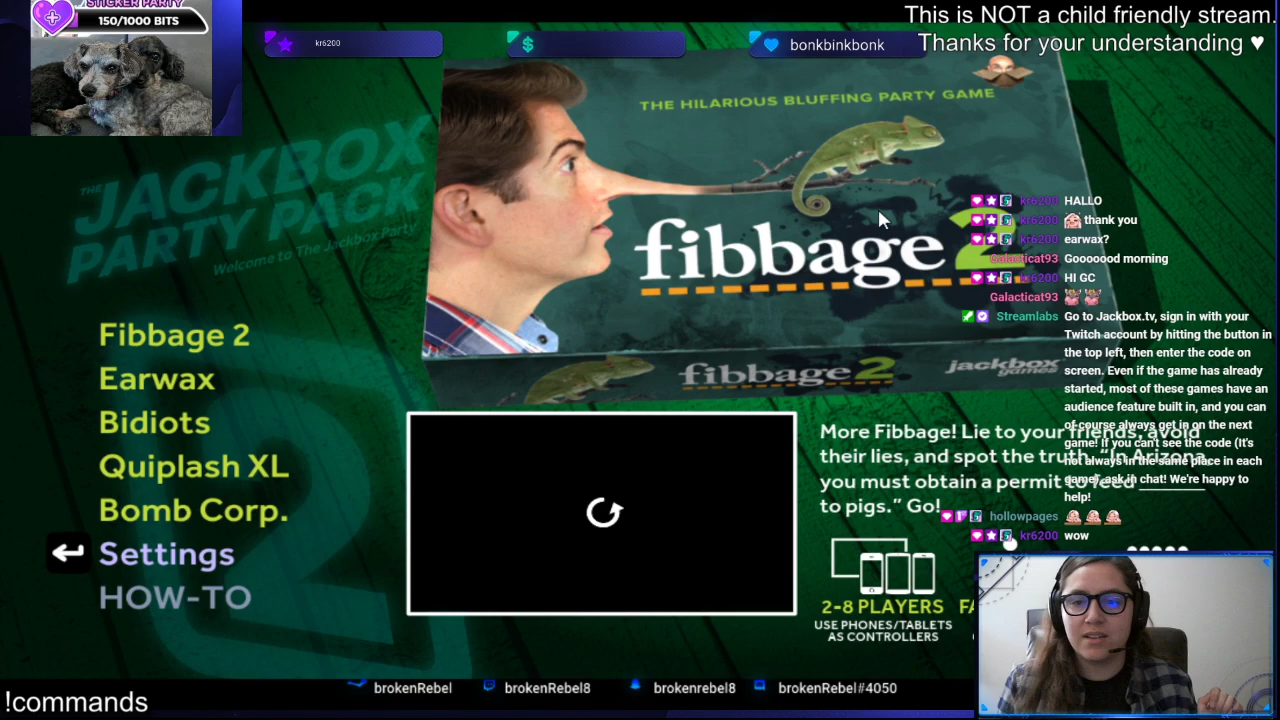 STICKER PARTY
150/1000 BITS
kr6200
$
bonkbinkbonk
This is NOT a child friendly stream.
Thanks for your understanding ♥
THE HILARIOUS BLUFFING PARTY GAME
fibbage 2
fibbage 2
jackbox games
THE
JACKBOX
PARTY PACK
Welcome to The Jackbox Party
Fibbage 2
Earwax
Bidiots
Quiplash XL
Bomb Corp.
Settings
HOW-TO
More Fibbage! Lie to your friends, avoid
their lies, and spot the truth. “In Arizona
you must obtain a permit to feed ______
to pigs.” Go!
2-8 PLAYERS
USE PHONES/TABLETS
AS CONTROLLERS
FA
kr6200 HALLO
kr6200 thank you
kr6200 earwax?
Galacticat93 Gooooood morning
kr6200 HI GC
Galacticat93
Streamlabs Go to Jackbox.tv, sign in with your
Twitch account by hitting the button in
the top left, then enter the code on
screen. Even if the game has already
started, most of these games have an
audience feature built in, and you can
of course always get in on the next
game! If you can't see the code (It's
not always in the same place in each
game), ask in chat! We're happy to
help!
hollowpages
kr6200 wow
!commands
brokenRebel
brokenRebel8
brokenrebel8
brokenRebel#4050